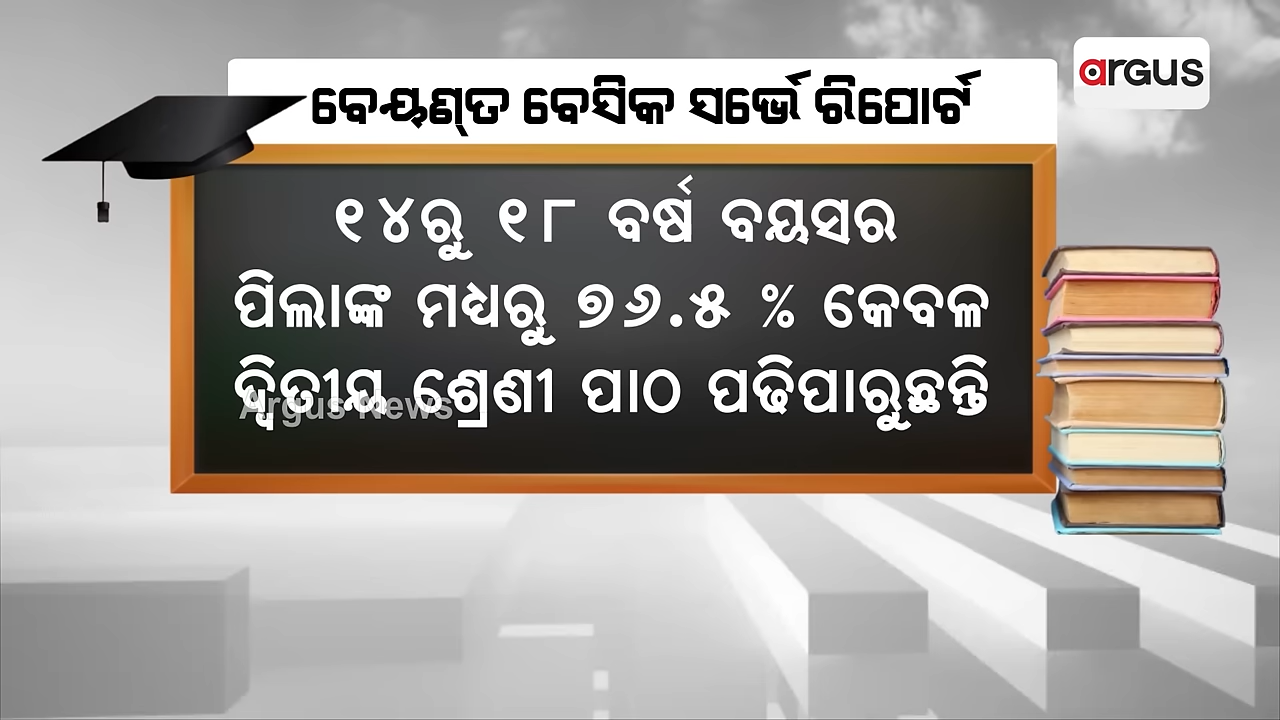 ବେୟଣ୍‌ତ ବେସିକ ସର୍ଭେ ରିପୋର୍ଟ
argus
୧୪ରୁ ୧୮ ବର୍ଷ ବୟସର
ପିଲାଙ୍କ ମଧ୍ୟରୁ ୭୬.୫ % କେବଳ
ଦ୍ୱିତୀୟ ଶ୍ରେଣୀ ପାଠ ପଢିପାରୁଛନ୍ତି
Argus News